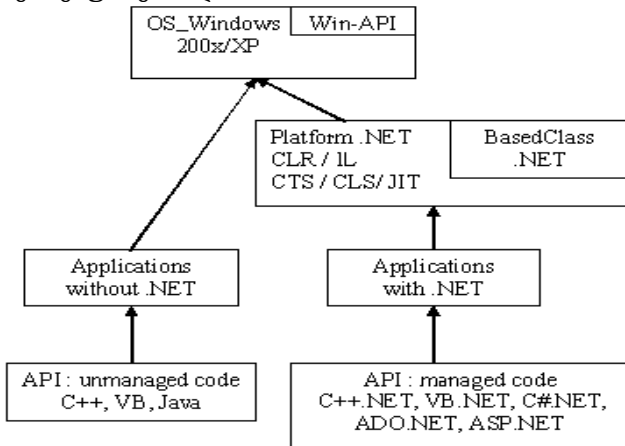 OS_Windows
200x/XP
Win-API
Platform .NET
CLR / IL
CTS / CLS/ JIT
BasedClass
.NET
Applications
without .NET
Applications
with .NET
API : unmanaged code
C++, VB, Java
API : managed code
C++.NET, VB.NET, C#.NET,
ADO.NET, ASP.NET